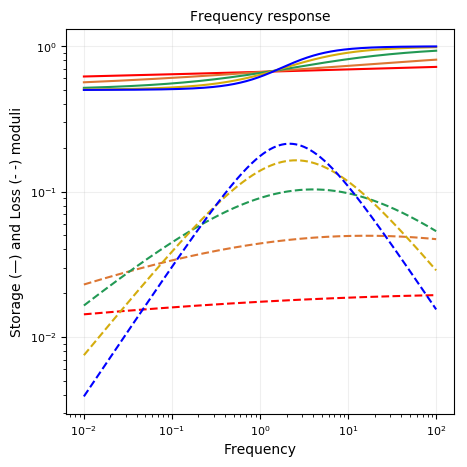 Frequency response
Storage (—) and Loss (- -) moduli
10⁰
10⁻¹
10⁻²
10⁻² 10⁻¹ 10⁰ 10¹ 10²
Frequency